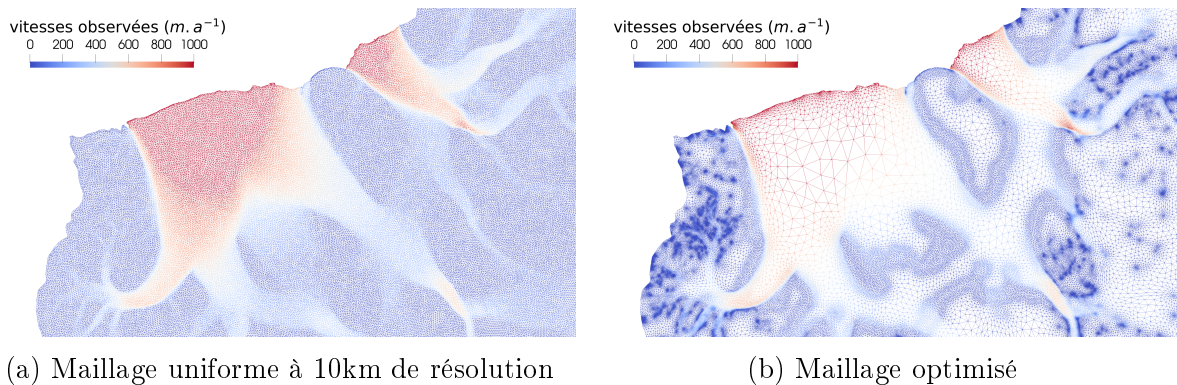 vitesses observées (m.a⁻¹)
0 200 400 600 800 1000
vitesses observées (m.a⁻¹)
0 200 400 600 800 1000
(a) Maillage uniforme à 10km de résolution
(b) Maillage optimisé